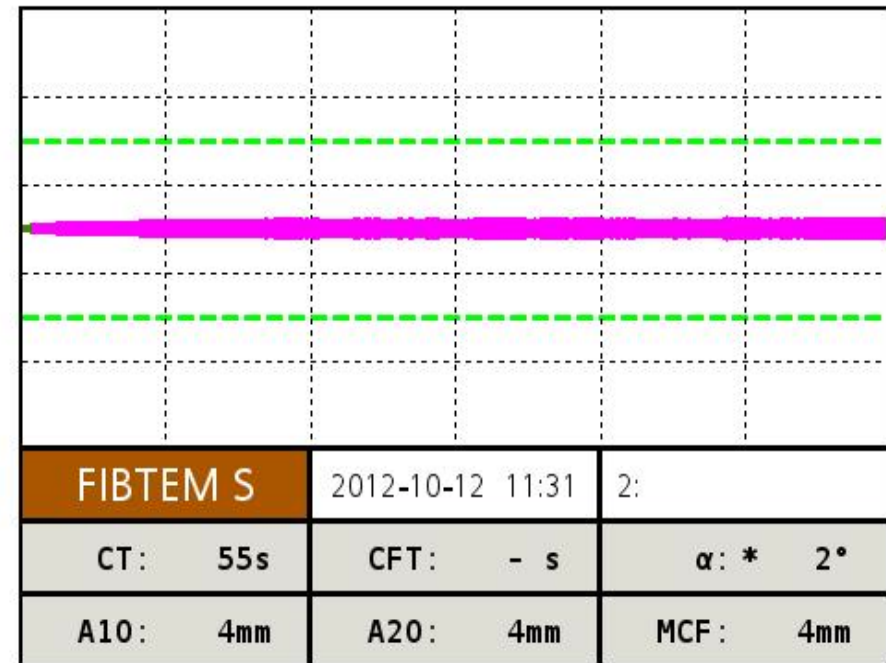 FIBTEM S 2012-10-12 11:31 2:
CT: 55s CFT: - s α: * 2°
A10: 4mm A20: 4mm MCF: 4mm